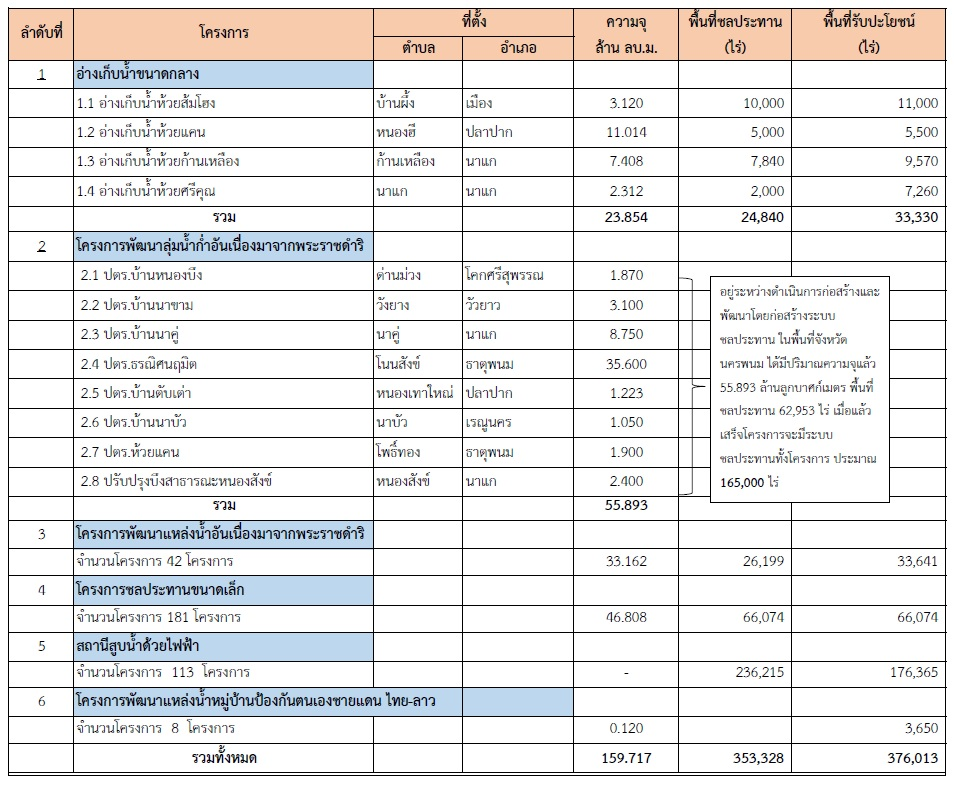 ลำดับที่ โครงการ ที่ตั้ง ความจุ พื้นที่ชลประทาน พื้นที่รับประโยชน์
ตำบล อำเภอ ล้าน ลบ.ม. (ไร่) (ไร่)
1 อ่างเก็บน้ำขนาดกลาง
1.1 อ่างเก็บน้ำห้วยส้มโฮง บ้านผึ้ง เมือง 3.120 10,000 11,000
1.2 อ่างเก็บน้ำห้วยแคน หนองฮี ปลาปาก 11.014 5,000 5,500
1.3 อ่างเก็บน้ำห้วยก้านเหลือง ก้านเหลือง นาแก 7.408 7,840 9,570
1.4 อ่างเก็บน้ำห้วยศรีคุณ นาแก นาแก 2.312 2,000 7,260
รวม 23.854 24,840 33,330
2 โครงการพัฒนาลุ่มน้ำก่ำอันเนื่องมาจากพระราชดำริ
2.1 ปตร.บ้านหนองบึง ด่านม่วง โคกศรีสุพรรณ 1.870
2.2 ปตร.บ้านนาขาม วังยาง วัวยาว 3.100
2.3 ปตร.บ้านนาคู่ นาคู่ นาแก 8.750
2.4 ปตร.ธรณิศนฤมิต โนนสังข์ ธาตุพนม 35.600
2.5 ปตร.บ้านตับเต่า หนองเทาใหญ่ ปลาปาก 1.223
2.6 ปตร.บ้านนาบัว นาบัว เรณูนคร 1.050
2.7 ปตร.ห้วยแคน โพธิ์ทอง ธาตุพนม 1.900
2.8 ปรับปรุงบึงสาธารณะหนองสังข์ หนองสังข์ นาแก 2.400
อยู่ระหว่างดำเนินการก่อสร้างและ
พัฒนาโดยก่อสร้างระบบ
ชลประทาน ในพื้นที่จังหวัด
นครพนม ได้มีปริมาณความจุแล้ว
55.893 ล้านลูกบาศก์เมตร พื้นที่
ชลประทาน 62,953 ไร่ เมื่อแล้ว
เสร็จโครงการจะมีระบบ
ชลประทานทั้งโครงการ ประมาณ
165,000 ไร่
รวม 55.893
3 โครงการพัฒนาแหล่งน้ำอันเนื่องมาจากพระราชดำริ
จำนวนโครงการ 42 โครงการ 33.162 26,199 33,641
4 โครงการชลประทานขนาดเล็ก
จำนวนโครงการ 181 โครงการ 46.808 66,074 66,074
5 สถานีสูบน้ำด้วยไฟฟ้า
จำนวนโครงการ 113 โครงการ - 236,215 176,365
6 โครงการพัฒนาแหล่งน้ำหมู่บ้านป้องกันตนเองชายแดน ไทย-ลาว
จำนวนโครงการ 8 โครงการ 0.120 3,650
รวมทั้งหมด 159.717 353,328 376,013